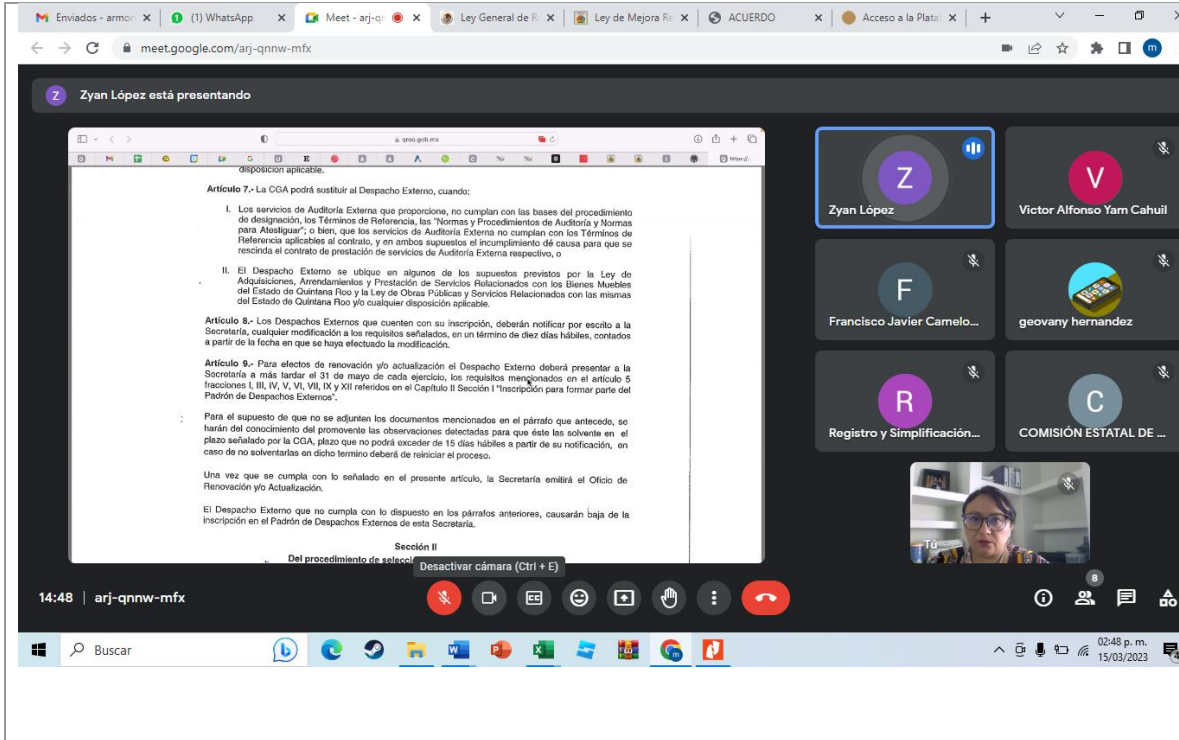 Enviados - armon
(1) WhatsApp
Meet - arj-qn
Ley General de R
Ley de Mejora Re
ACUERDO
Acceso a la Plata
meet.google.com/arj-qnnw-mfx
m
Z Zyan López está presentando
qroo.gob.mx
disposición aplicable.
Artículo 7.- La CGA podrá sustituir al Despacho Externo, cuando:
I. Los servicios de Auditoría Externa que proporcione, no cumplan con las bases del procedimiento
de designación, los Términos de Referencia, las "Normas y Procedimientos de Auditoría y Normas
para Atestiguar"; o bien, que los servicios de Auditoría Externa no cumplan con los Términos de
Referencia aplicables al contrato, y en ambos supuestos el incumplimiento dé causa para que se
rescinda el contrato de prestación de servicios de Auditoría Externa respectivo, o
II. El Despacho Externo se ubique en algunos de los supuestos previstos por la Ley de
Adquisiciones, Arrendamientos y Prestación de Servicios Relacionados con los Bienes Muebles
del Estado de Quintana Roo y la Ley de Obras Públicas y Servicios Relacionados con las mismas
del Estado de Quintana Roo y/o cualquier disposición aplicable.
Artículo 8.- Los Despachos Externos que cuenten con su inscripción, deberán notificar por escrito a la
Secretaría, cualquier modificación a los requisitos señalados, en un término de diez días hábiles, contados
a partir de la fecha en que se haya efectuado la modificación.
Artículo 9.- Para efectos de renovación y/o actualización el Despacho Externo deberá presentar a la
Secretaría a más tardar el 31 de mayo de cada ejercicio, los requisitos mencionados en el artículo 5
fracciones I, III, IV, V, VI, VII, IX y XII referidos en el Capítulo II Sección I "Inscripción para formar parte del
Padrón de Despachos Externos".
Para el supuesto de que no se adjunten los documentos mencionados en el párrafo que antecede, se
harán del conocimiento del promovente las observaciones detectadas para que éste las solvente en el
plazo señalado por la CGA, plazo que no podrá exceder de 15 días hábiles a partir de su notificación, en
caso de no solventarlas en dicho termino deberá de reiniciar el proceso.
Una vez que se cumpla con lo señalado en el presente artículo, la Secretaría emitirá el Oficio de
Renovación y/o Actualización.
El Despacho Externo que no cumpla con lo dispuesto en los párrafos anteriores, causarán baja de la
inscripción en el Padrón de Despachos Externos de esta Secretaría.
Sección II
Del procedimiento de selecci
Z
Zyan López
V
Victor Alfonso Yam Cahuil
F
Francisco Javier Camelo...
geovany hernandez
R
Registro y Simplificación...
C
COMISIÓN ESTATAL DE ...
Tú
Desactivar cámara (Ctrl + E)
14:48 | arj-qnnw-mfx
8
Buscar
02:48 p. m.
15/03/2023